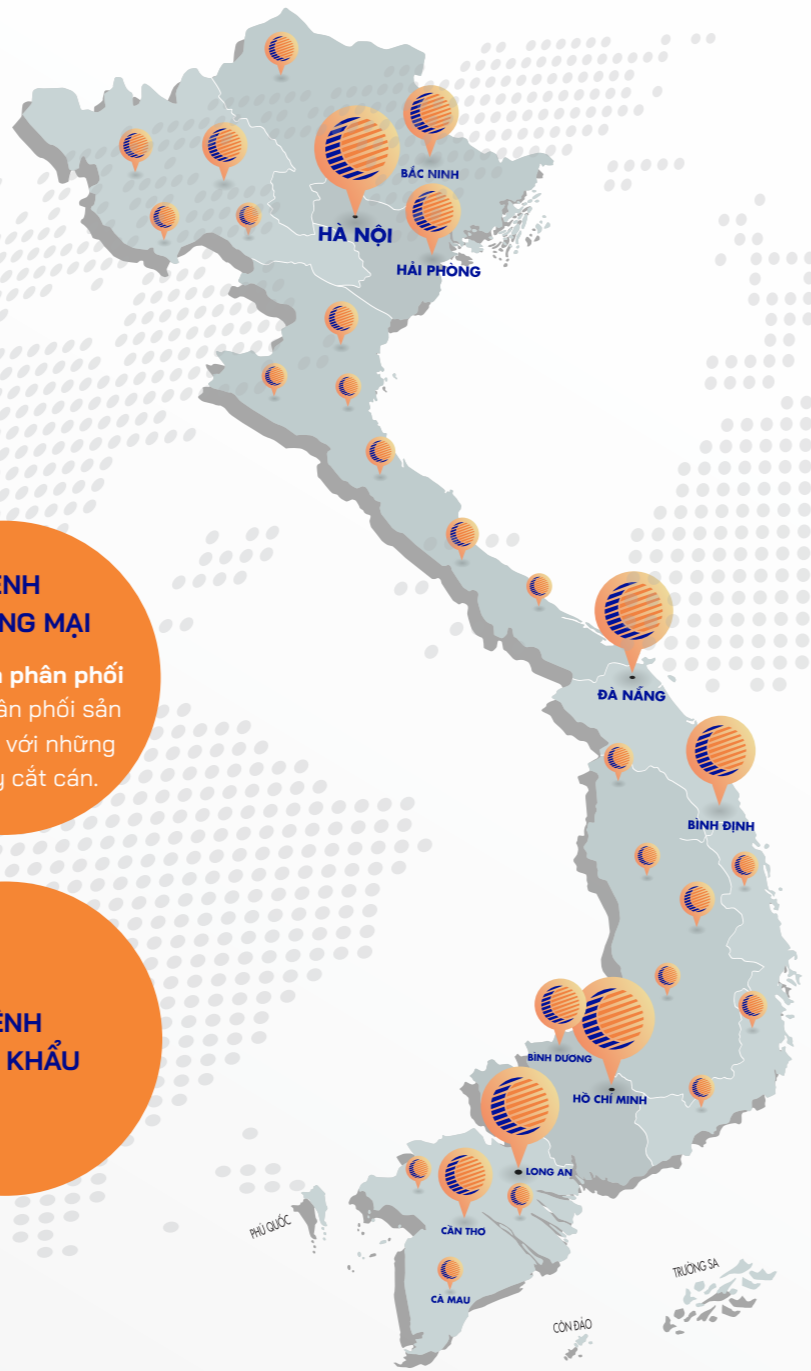 BẮC NINH
HÀ NỘI
HẢI PHÒNG
ÊNH
NG MẠI
phân phối
ân phối sản
với những
cắt cán.
ĐÀ NẴNG
BÌNH ĐỊNH
ÊNH
KHẨU
BÌNH DƯƠNG
HỒ CHÍ MINH
LONG AN
PHÚ QUỐC
CẦN THƠ
CÀ MAU
TRƯỜNG SA
CÔN ĐẢO